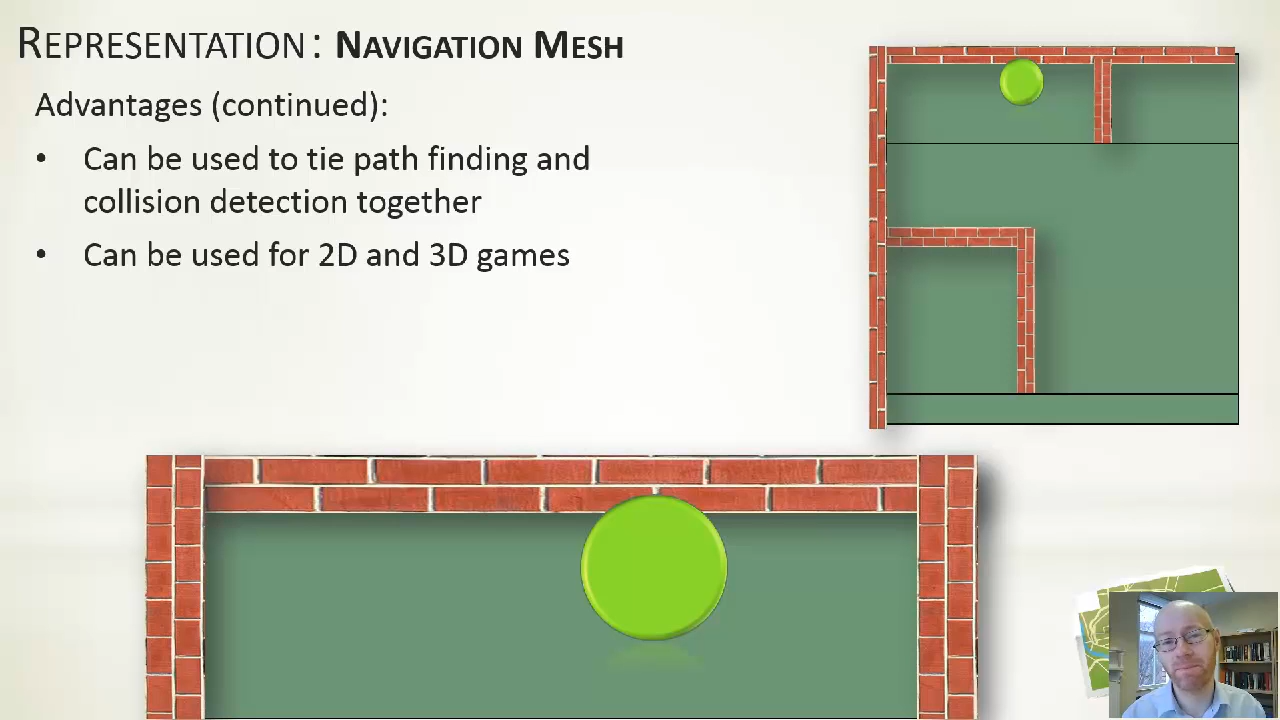 REPRESENTATION: NAVIGATION MESH
Advantages (continued):
• Can be used to tie path finding and
collision detection together
• Can be used for 2D and 3D games